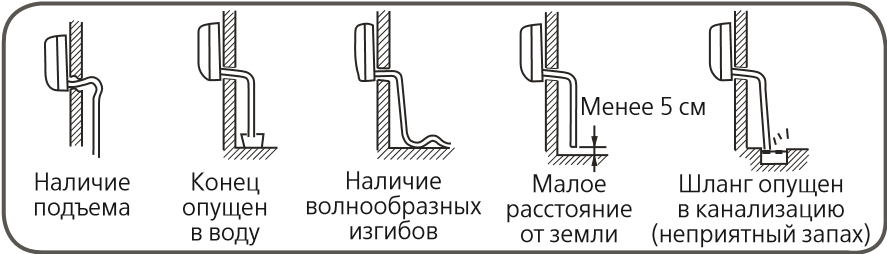 Менее 5 см
Наличие
подъема
Конец
опущен
в воду
Наличие
волнообразных
изгибов
Малое
расстояние
от земли
Шланг опущен
в канализацию
(неприятный запах)